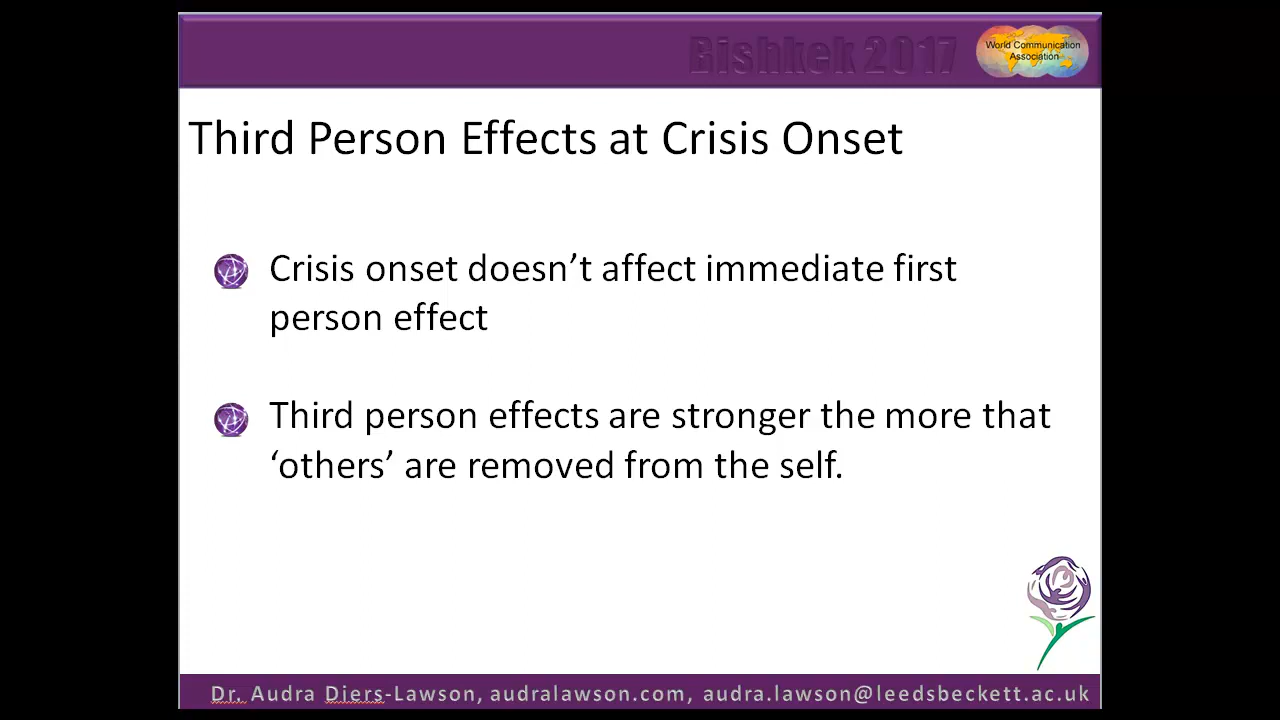 Bishkek 2017
World Communication
Association
Third Person Effects at Crisis Onset
Crisis onset doesn’t affect immediate first
person effect
Third person effects are stronger the more that
‘others’ are removed from the self.
Dr. Audra Diers-Lawson, audralawson.com, audra.lawson@leedsbeckett.ac.uk